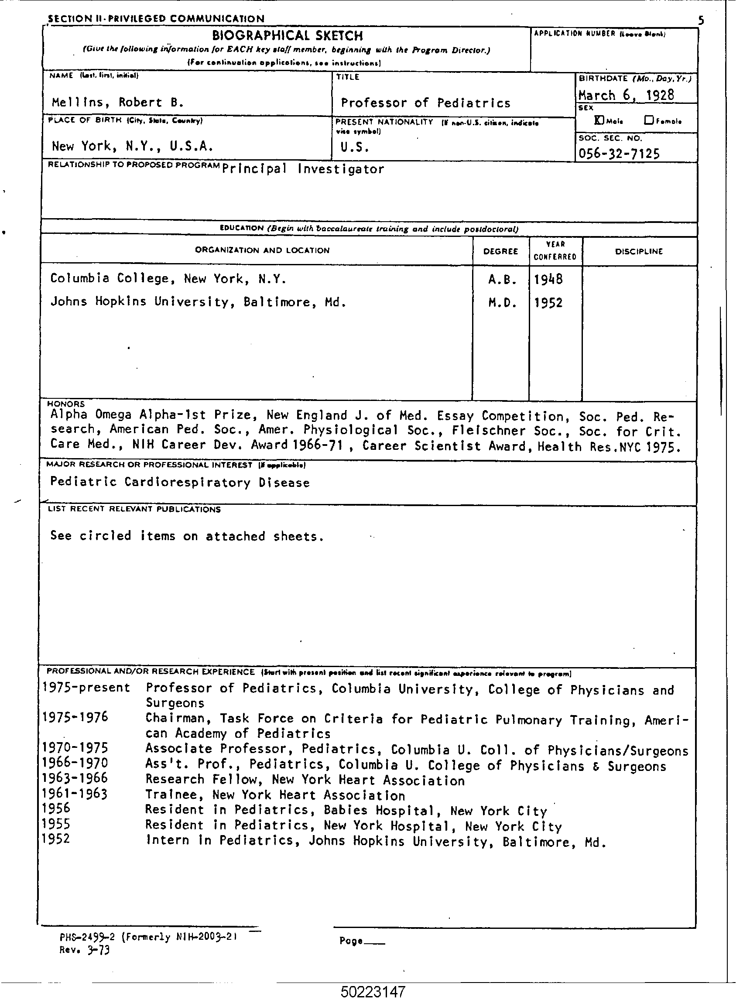 SECTION II-PRIVILEGED COMMUNICATION
5
BIOGRAPHICAL SKETCH
(Give the following information for EACH key staff member, beginning with the Program Director.)
(For continuation applications, see instructions)
APPLICATION NUMBER (Leave Blank)
NAME (Last, first, initial)
Mellins, Robert B.
TITLE
Professor of Pediatrics
BIRTHDATE (Mo., Day, Yr.)
March 6, 1928
PLACE OF BIRTH (City, State, Country)
New York, N.Y., U.S.A.
PRESENT NATIONALITY (If non-U.S. citizen, indicate
visa symbol)
U.S.
SEX
X Male Female
SOC. SEC. NO.
056-32-7125
RELATIONSHIP TO PROPOSED PROGRAM Principal Investigator
EDUCATION (Begin with baccalaureate training and include postdoctoral)
ORGANIZATION AND LOCATION DEGREE YEAR CONFERRED DISCIPLINE
Columbia College, New York, N.Y. A.B. 1948
Johns Hopkins University, Baltimore, Md. M.D. 1952
HONORS
Alpha Omega Alpha-1st Prize, New England J. of Med. Essay Competition, Soc. Ped. Re-
search, American Ped. Soc., Amer. Physiological Soc., Fleischner Soc., Soc. for Crit.
Care Med., NIH Career Dev. Award 1966-71 , Career Scientist Award, Health Res.NYC 1975.
MAJOR RESEARCH OR PROFESSIONAL INTEREST (If applicable)
Pediatric Cardiorespiratory Disease
LIST RECENT RELEVANT PUBLICATIONS
See circled items on attached sheets.
PROFESSIONAL AND/OR RESEARCH EXPERIENCE (Start with present position and list recent significant experience relevant to program)
1975-present Professor of Pediatrics, Columbia University, College of Physicians and
Surgeons
1975-1976 Chairman, Task Force on Criteria for Pediatric Pulmonary Training, Ameri-
can Academy of Pediatrics
1970-1975 Associate Professor, Pediatrics, Columbia U. Coll. of Physicians/Surgeons
1966-1970 Ass't. Prof., Pediatrics, Columbia U. College of Physicians & Surgeons
1963-1966 Research Fellow, New York Heart Association
1961-1963 Trainee, New York Heart Association
1956 Resident in Pediatrics, Babies Hospital, New York City
1955 Resident in Pediatrics, New York Hospital, New York City
1952 Intern in Pediatrics, Johns Hopkins University, Baltimore, Md.
PHS-2499-2 (Formerly NIH-2003-2)
Rev. 3-73
Page
50223147